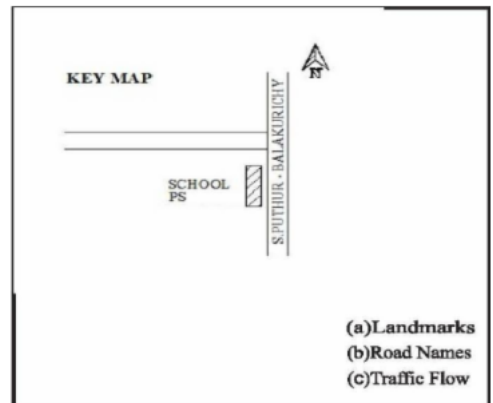 N
KEY MAP
S.PUTHUR - BALAKURICHY
SCHOOL
PS
(a)Landmarks
(b)Road Names
(c)Traffic Flow